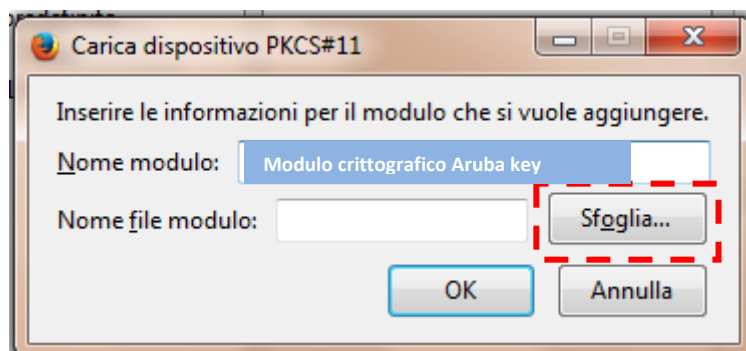 Carica dispositivo PKCS#11
Inserire le informazioni per il modulo che si vuole aggiungere.
Nome modulo: Modulo crittografico Aruba key
Nome file modulo: Sfoglia...
OK Annulla